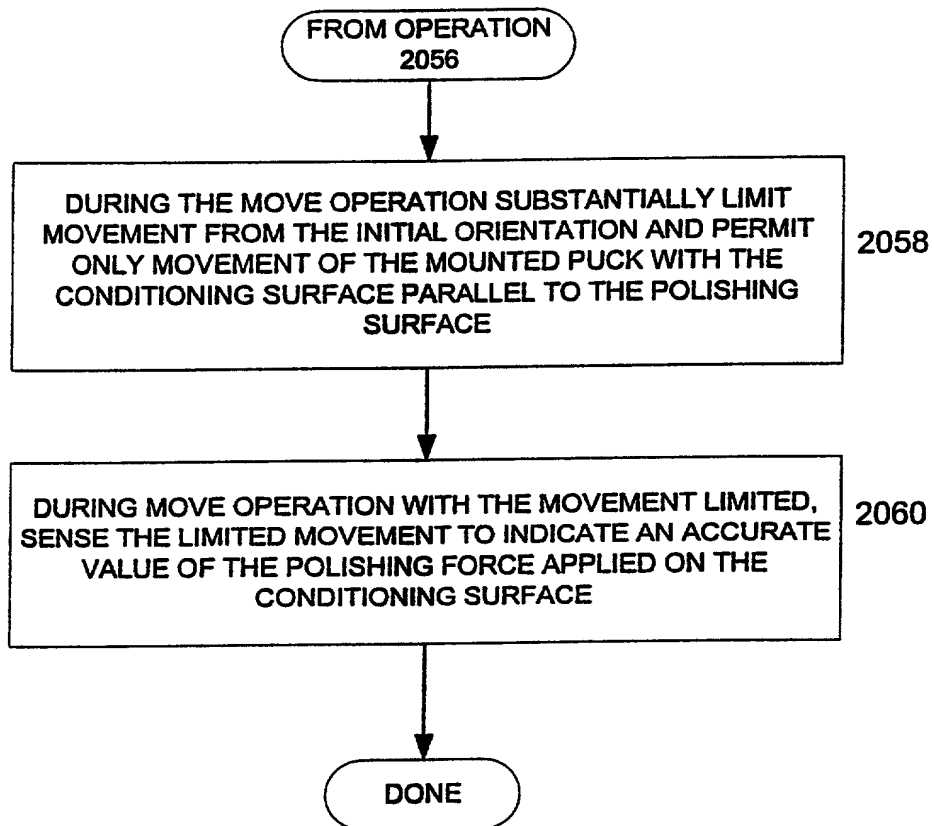 FROM OPERATION
2056
DURING THE MOVE OPERATION SUBSTANTIALLY LIMIT
MOVEMENT FROM THE INITIAL ORIENTATION AND PERMIT
ONLY MOVEMENT OF THE MOUNTED PUCK WITH THE
CONDITIONING SURFACE PARALLEL TO THE POLISHING
SURFACE
2058
DURING MOVE OPERATION WITH THE MOVEMENT LIMITED,
SENSE THE LIMITED MOVEMENT TO INDICATE AN ACCURATE
VALUE OF THE POLISHING FORCE APPLIED ON THE
CONDITIONING SURFACE
2060
DONE